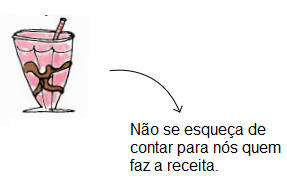 Não se esqueça de
contar para nós quem
faz a receita.